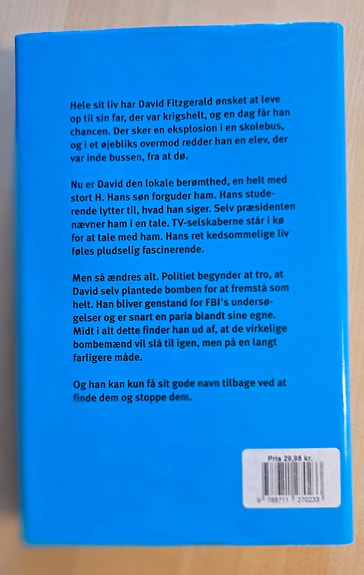 Hele sit liv har David Fitzgerald ønsket at leve
op til sin far, der var krigshelt, og en dag får han
chancen. Der sker en eksplosion i en skolebus,
og i et øjebliks overmod redder han en elev, der
var inde bussen, fra at dø.
Nu er David den lokale berømthed, en helt med
stort H. Hans søn forguder ham. Hans stude-
rende lytter til, hvad han siger. Selv præsidenten
nævner ham i en tale. TV-selskaberne står i kø
for at tale med ham. Hans ret kedsommelige liv
føles pludselig fascinerende.
Men så ændres alt. Politiet begynder at tro, at
David selv plantede bomben for at fremstå som
helt. Han bliver genstand for FBI's undersø-
gelser og er snart en paria blandt sine egne.
Midt i alt dette finder han ud af, at de virkelige
bombemænd vil slå til igen, men på en langt
farligere måde.
Og han kan kun få sit gode navn tilbage ved at
finde dem og stoppe dem.
Pris 29,95 kr.
9 788711 270233